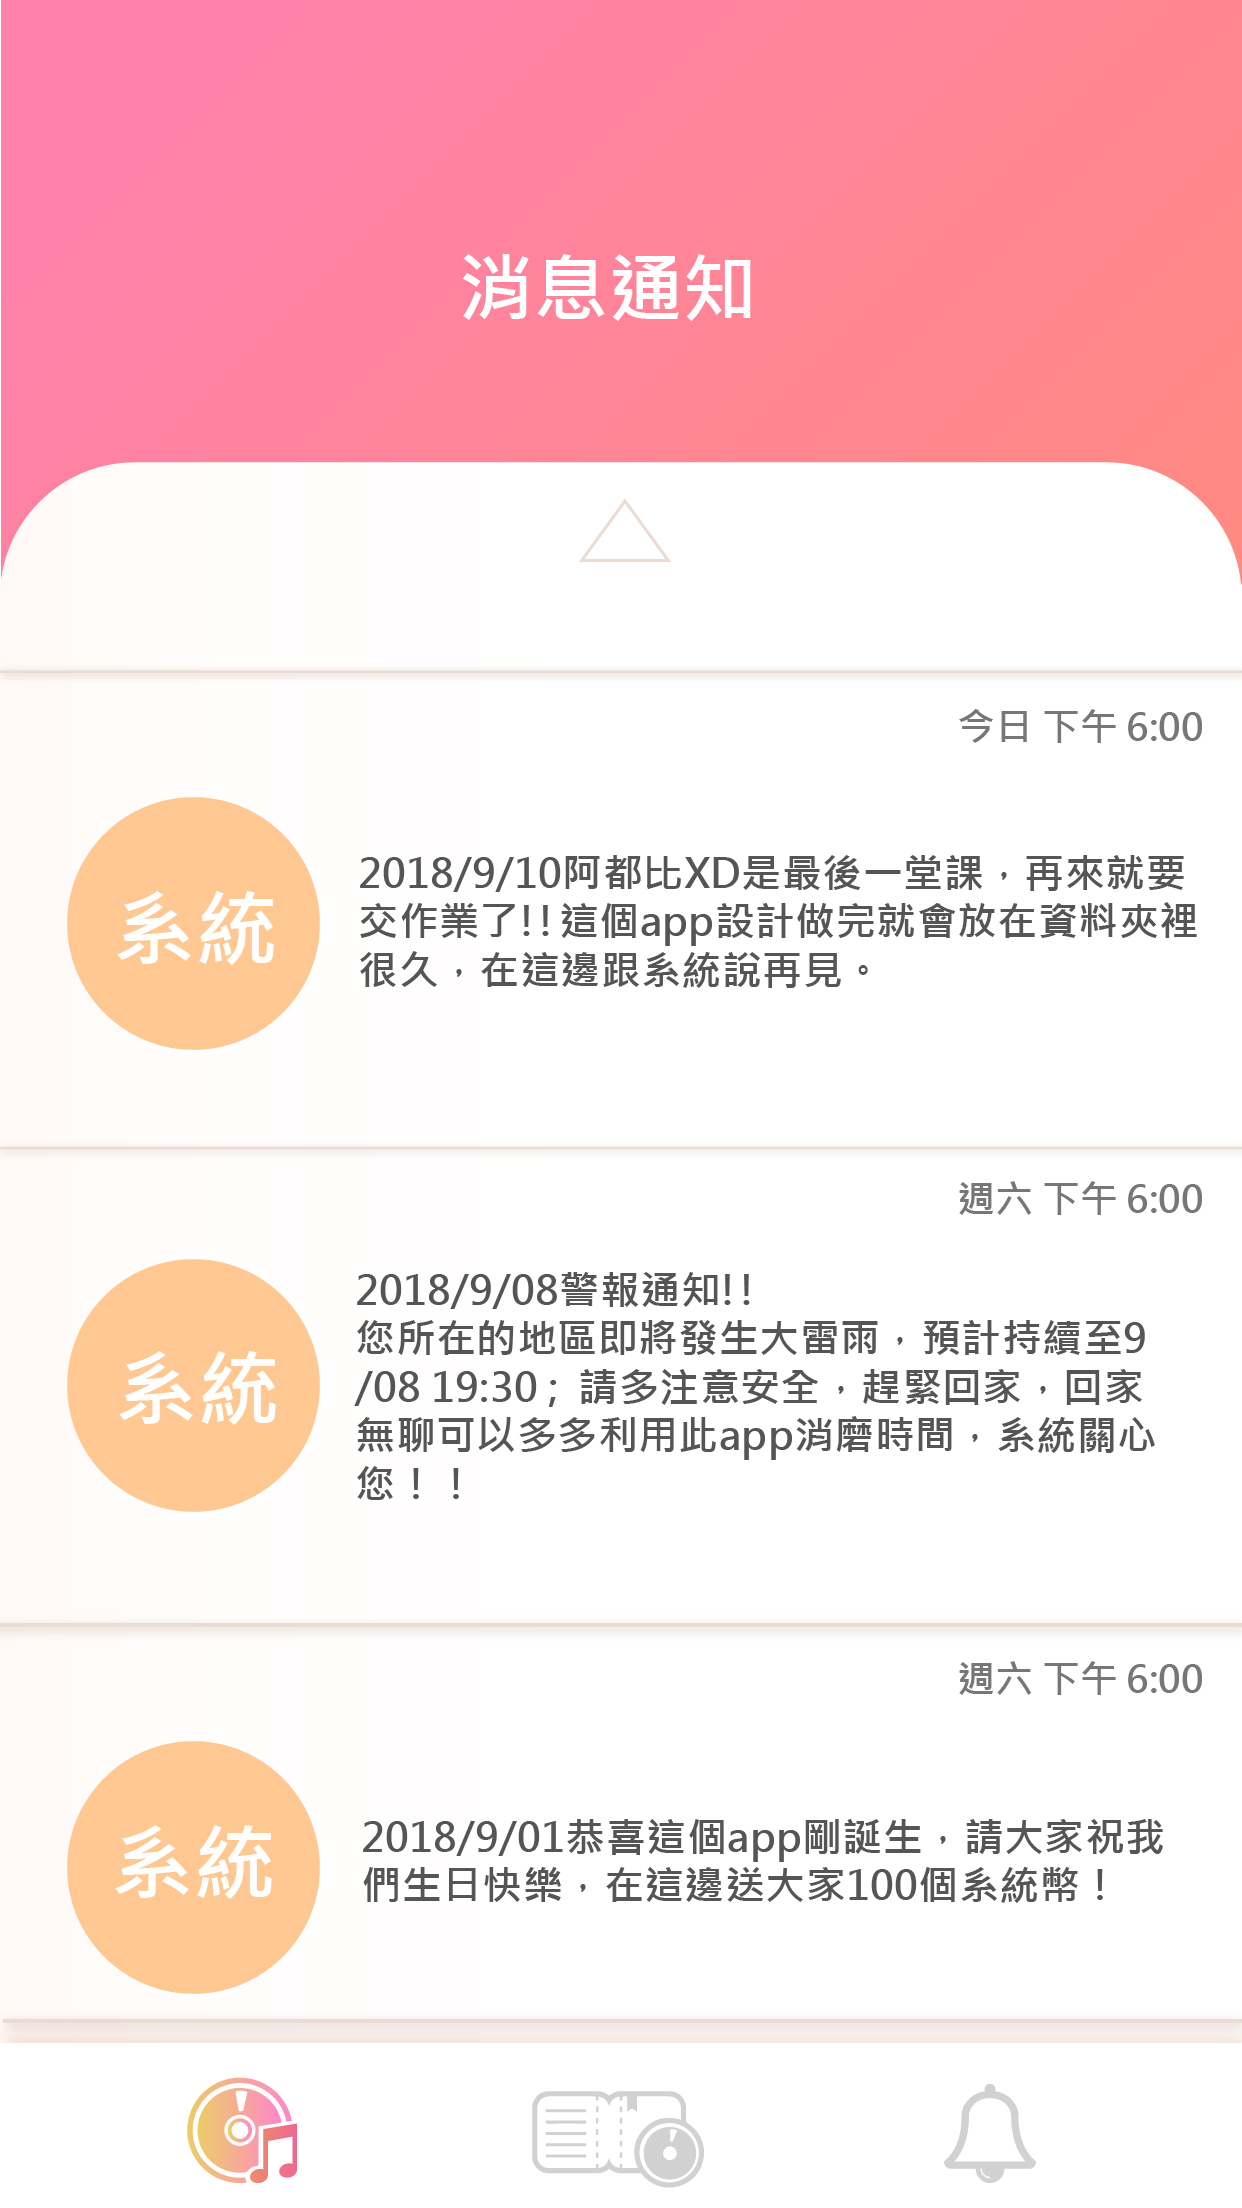 消息通知
今日 下午 6:00
系統
2018/9/10阿都比XD是最後一堂課，再來就要
交作業了!!這個app設計做完就會放在資料夾裡
很久，在這邊跟系統說再見。
週六 下午 6:00
系統
2018/9/08警報通知!!
您所在的地區即將發生大雷雨，預計持續至9
/08 19:30 ; 請多注意安全，趕緊回家，回家
無聊可以多多利用此app消磨時間，系統關心
您！！
週六 下午 6:00
系統
2018/9/01恭喜這個app剛誕生，請大家祝我
們生日快樂，在這邊送大家100個系統幣！